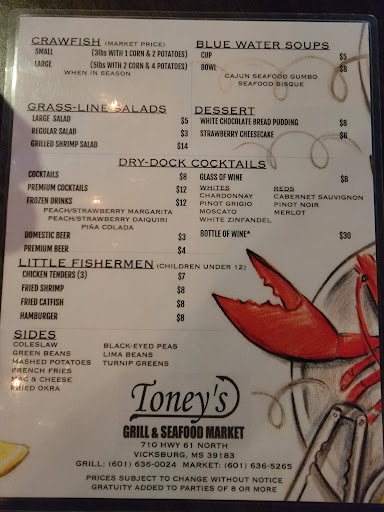 CRAWFISH (MARKET PRICE)
SMALL (3lbs WITH 1 CORN & 2 POTATOES)
LARGE (5lbs WITH 2 CORN & 4 POTATOES)
WHEN IN SEASON
BLUE WATER SOUPS
CUP $5
BOWL $8
CAJUN SEAFOOD GUMBO
SEAFOOD BISQUE
GRASS-LINE SALADS
LARGE SALAD $5
REGULAR SALAD $3
GRILLED SHRIMP SALAD $14
DESSERT
WHITE CHOCOLATE BREAD PUDDING $8
STRAWBERRY CHEESECAKE $6
DRY-DOCK COCKTAILS
COCKTAILS $8
PREMIUM COCKTAILS $12
FROZEN DRINKS $12
PEACH/STRAWBERRY MARGARITA
PEACH/STRAWBERRY DAIQUIRI
PIÑA COLADA
DOMESTIC BEER $3
PREMIUM BEER $4
GLASS OF WINE $8
WHITES REDS
CHARDONNAY CABERNET SAUVIGNON
PINOT GRIGIO PINOT NOIR
MOSCATO MERLOT
WHITE ZINFANDEL
BOTTLE OF WINE* $30
LITTLE FISHERMEN (CHILDREN UNDER 12)
CHICKEN TENDERS (3) $7
FRIED SHRIMP $8
FRIED CATFISH $8
HAMBURGER $8
SIDES
COLESLAW BLACK-EYED PEAS
GREEN BEANS LIMA BEANS
MASHED POTATOES TURNIP GREENS
FRENCH FRIES
MAC & CHEESE
FRIED OKRA
Toney's
GRILL & SEAFOOD MARKET
710 HWY 61 NORTH
VICKSBURG, MS 39183
GRILL: (601) 636-0024 MARKET: (601) 636-5265
PRICES SUBJECT TO CHANGE WITHOUT NOTICE
GRATUITY ADDED TO PARTIES OF 8 OR MORE